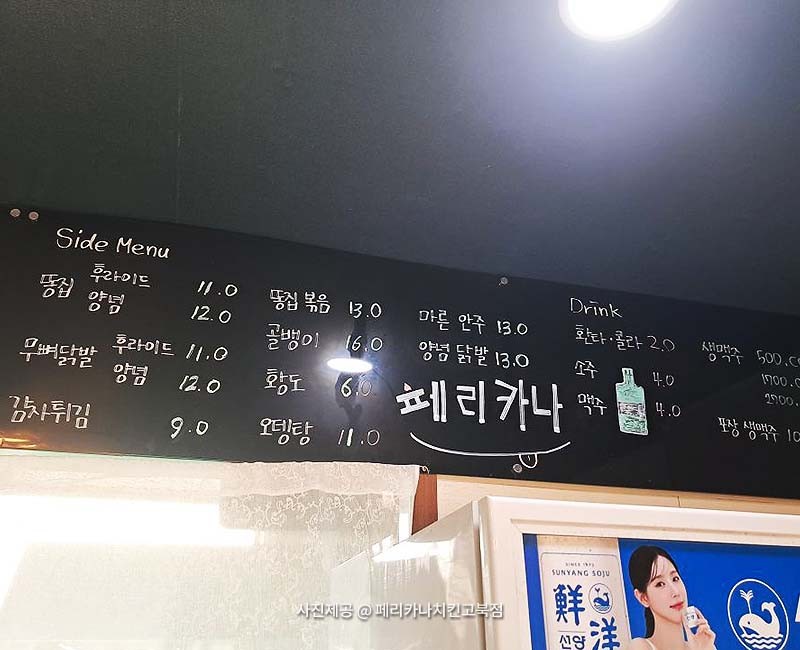 Side Menu
똥집 후라이드 11.0
양념 12.0
무뼈닭발 후라이드 11.0
양념 12.0
감자튀김 9.0
똥집 볶음 13.0
골뱅이 16.0
황도 6.0
오뎅탕 11.0
마른 안주 13.0
양념 닭발 13.0
페리카나
Drink
환타·콜라 2.0
소주 4.0
맥주 4.0
생맥주 500.cc
1700.
2700.
포장 생맥주 10
SINCE 1973
SUNYANG SOJU
鮮洋
선양
사진제공 @ 페리카나치킨고북점